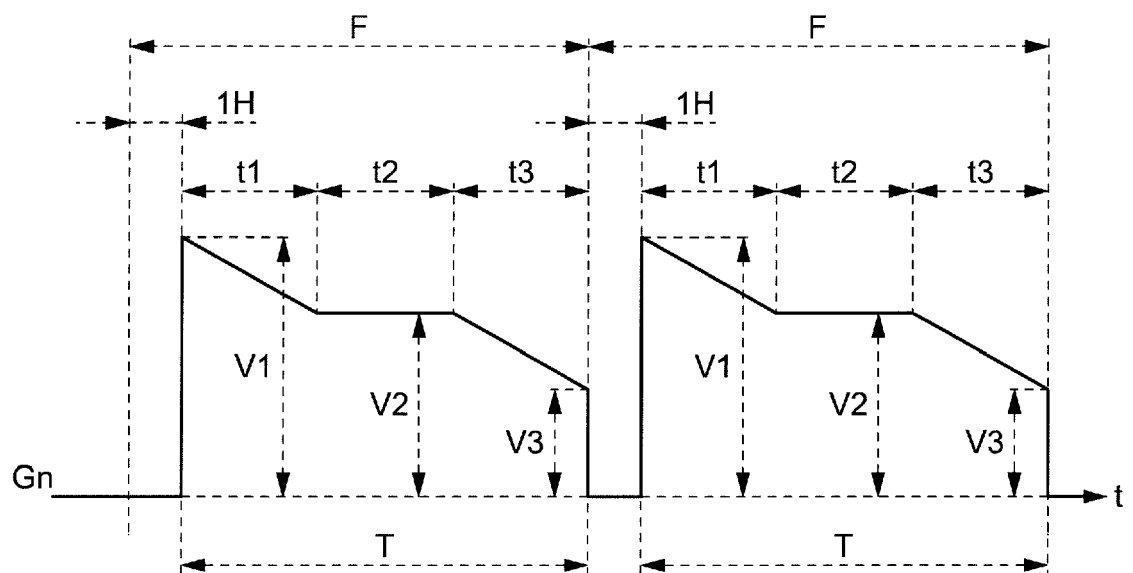 F F
1H 1H
t1 t2 t3 t1 t2 t3
V1 V2 V3 V1 V2 V3
Gn t
T T